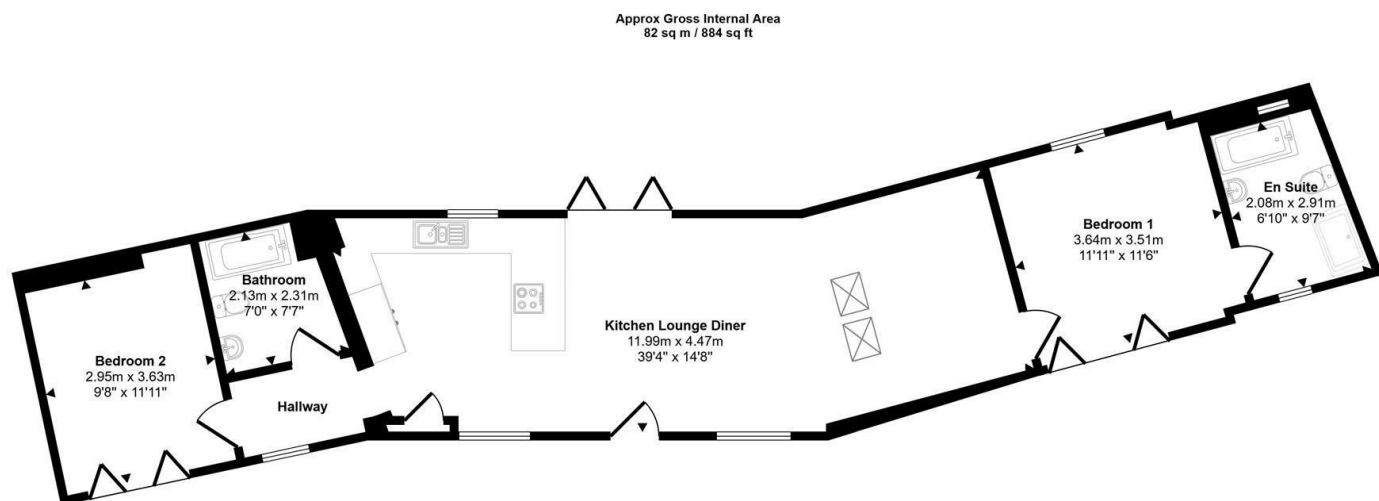 Approx Gross Internal Area
82 sq m / 884 sq ft
Bedroom 2
2.95m x 3.63m
9'8" x 11'11"
Bathroom
2.13m x 2.31m
7'0" x 7'7"
Hallway
Kitchen Lounge Diner
11.99m x 4.47m
39'4" x 14'8"
Bedroom 1
3.64m x 3.51m
11'11" x 11'6"
En Suite
2.08m x 2.91m
6'10" x 9'7"